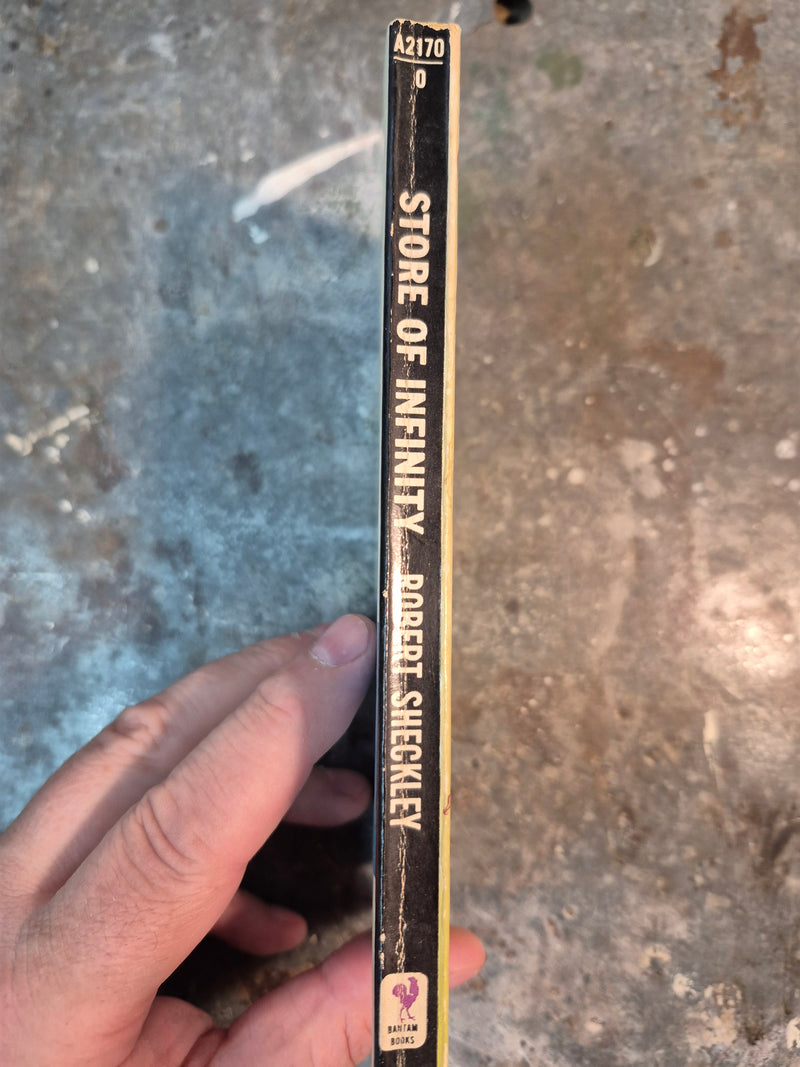 A2170
0
STORE OF INFINITY ROBERT SHECKLEY
BANTAM
BOOKS